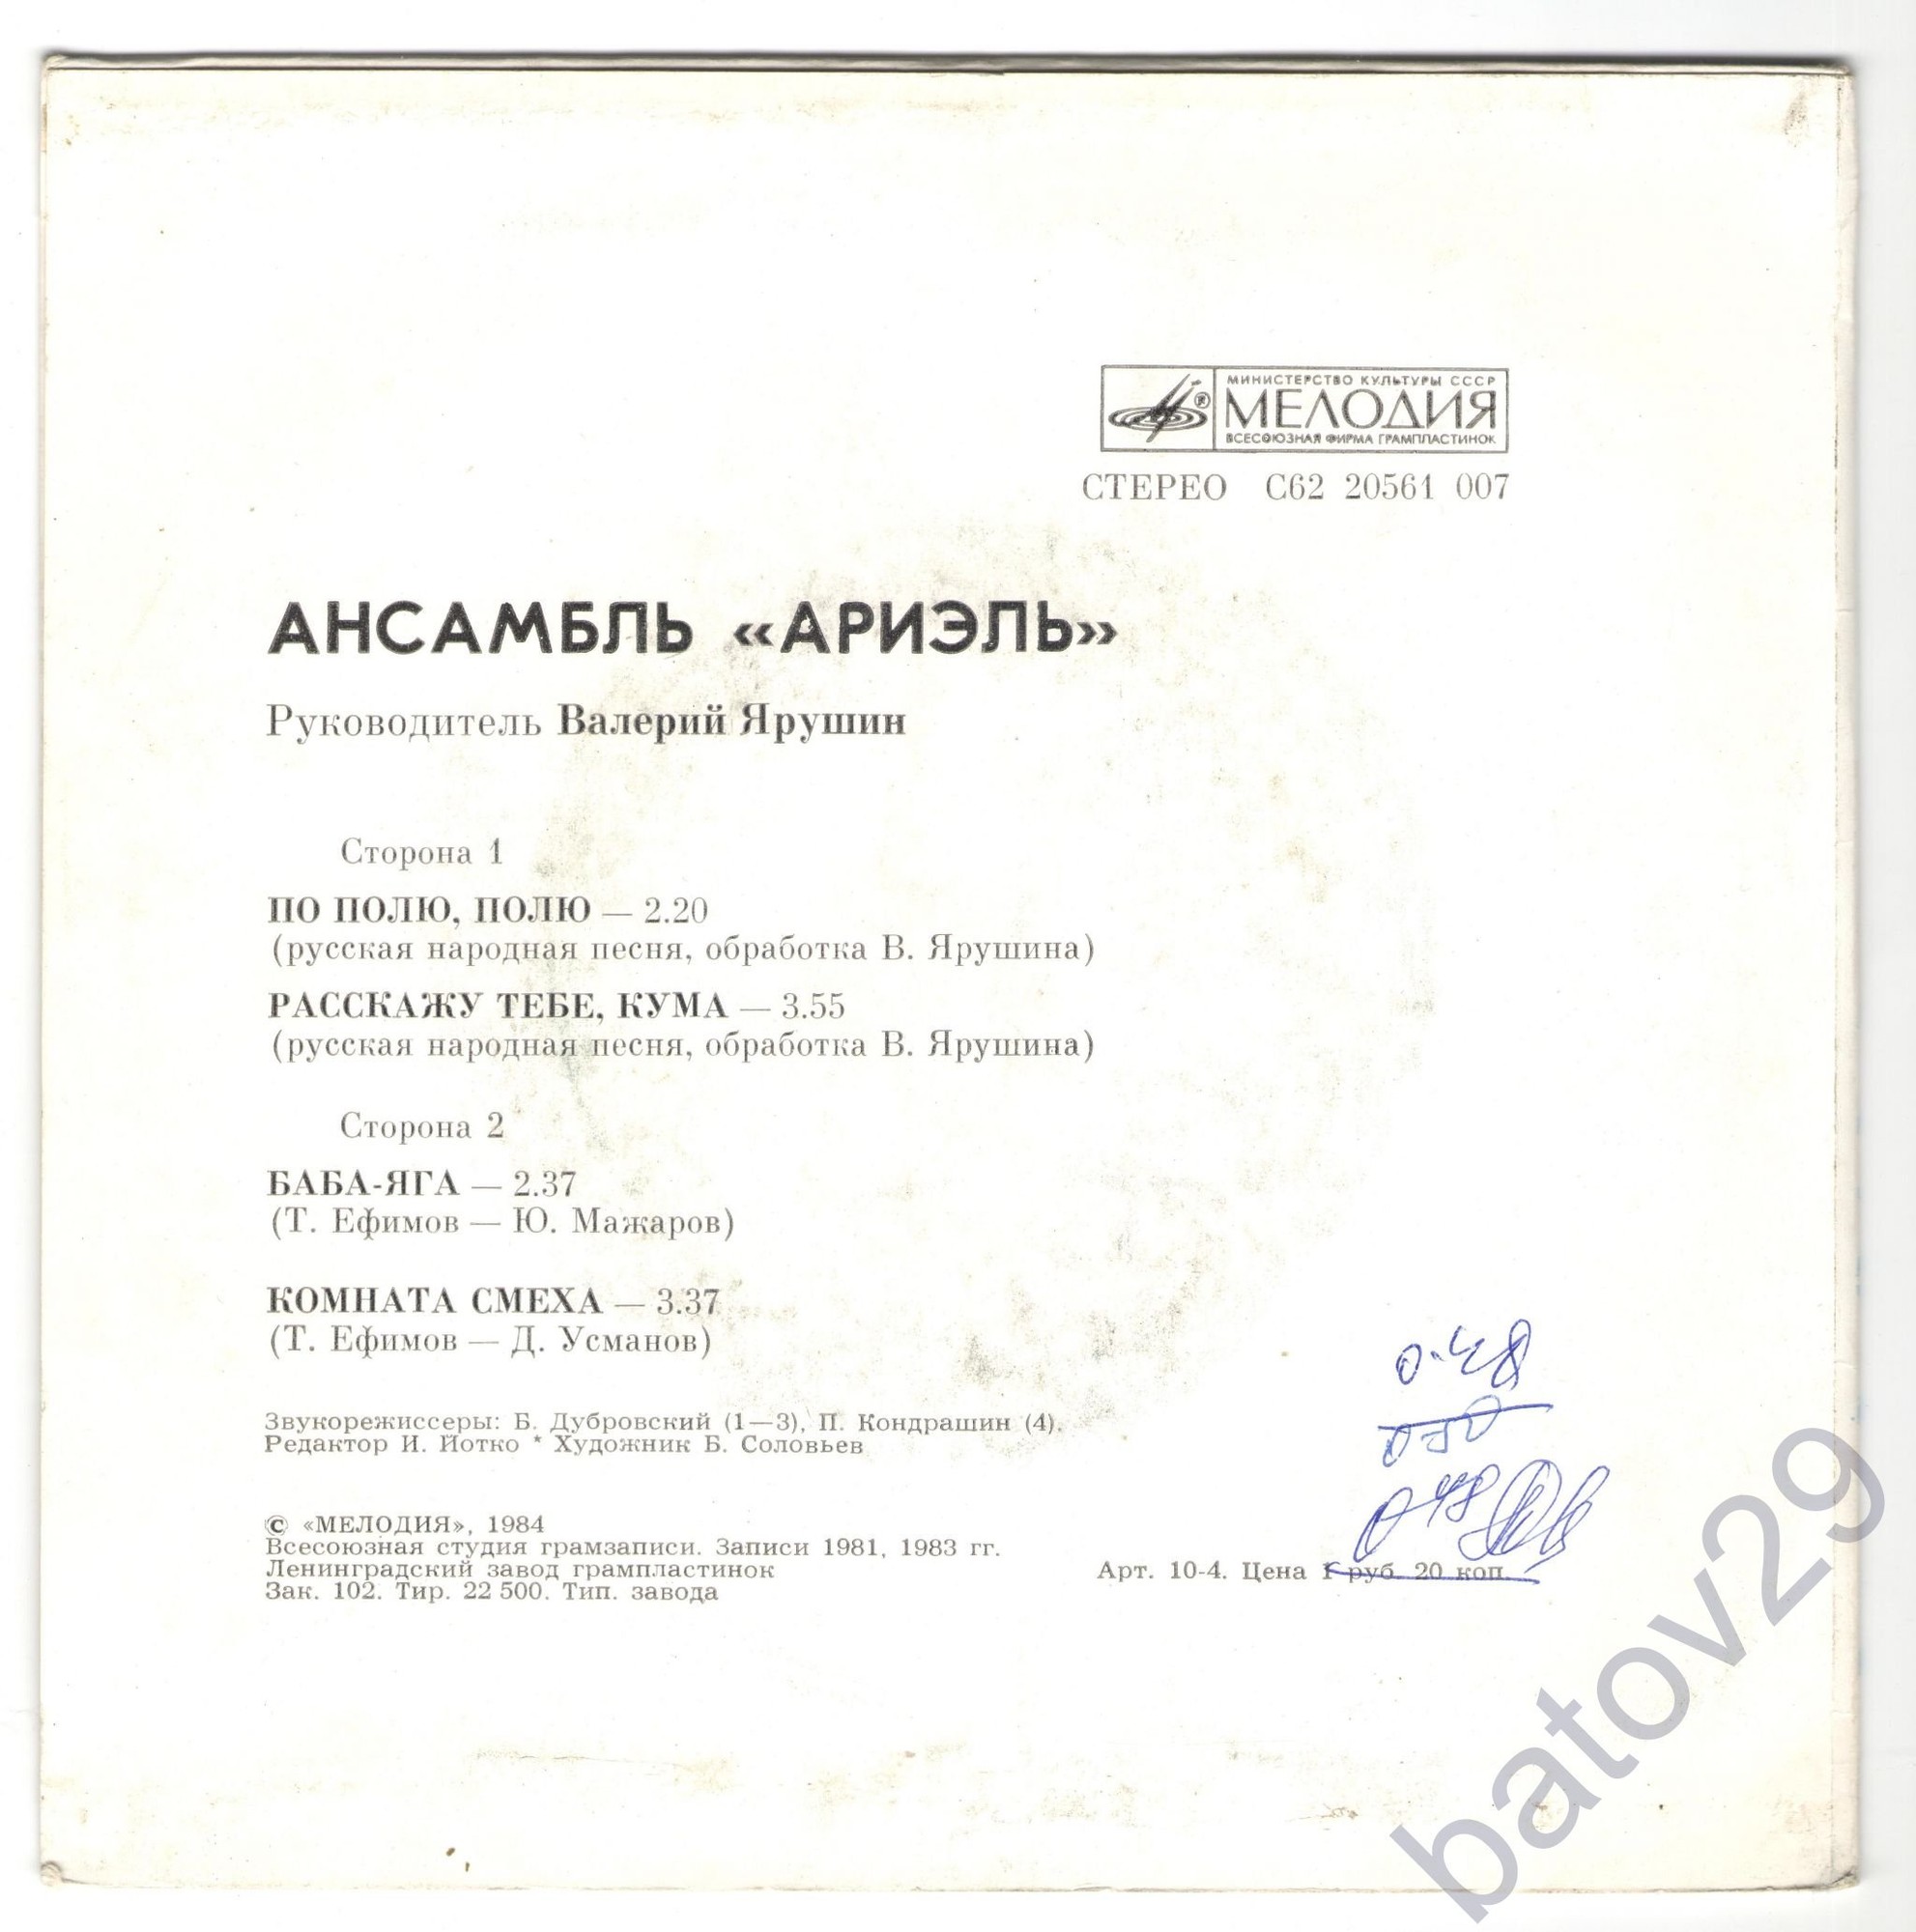 МИНИСТЕРСТВО КУЛЬТУРЫ СССР
МЕЛОДИЯ
ВСЕСОЮЗНАЯ ФИРМА ГРАМПЛАСТИНОК
СТЕРЕО С62 20561 007
АНСАМБЛЬ «АРИЭЛЬ»
Руководитель Валерий Ярушин
Сторона 1
ПО ПОЛЮ, ПОЛЮ — 2.20
(русская народная песня, обработка В. Ярушина)
РАССКАЖУ ТЕБЕ, КУМА — 3.55
(русская народная песня, обработка В. Ярушина)
Сторона 2
БАБА-ЯГА — 2.37
(Т. Ефимов — Ю. Мажаров)
КОМНАТА СМЕХА — 3.37
(Т. Ефимов — Д. Усманов)
0.48
Звукорежиссеры: Б. Дубровский (1—3), П. Кондрашин (4).
Редактор И. Йотко * Художник Б. Соловьев
0 48
© «МЕЛОДИЯ», 1984
Всесоюзная студия грамзаписи. Записи 1981, 1983 гг.
Ленинградский завод грампластинок
Зак. 102. Тир. 22 500. Тип. завода
Арт. 10-4. Цена 1 руб. 20 коп.
batov29